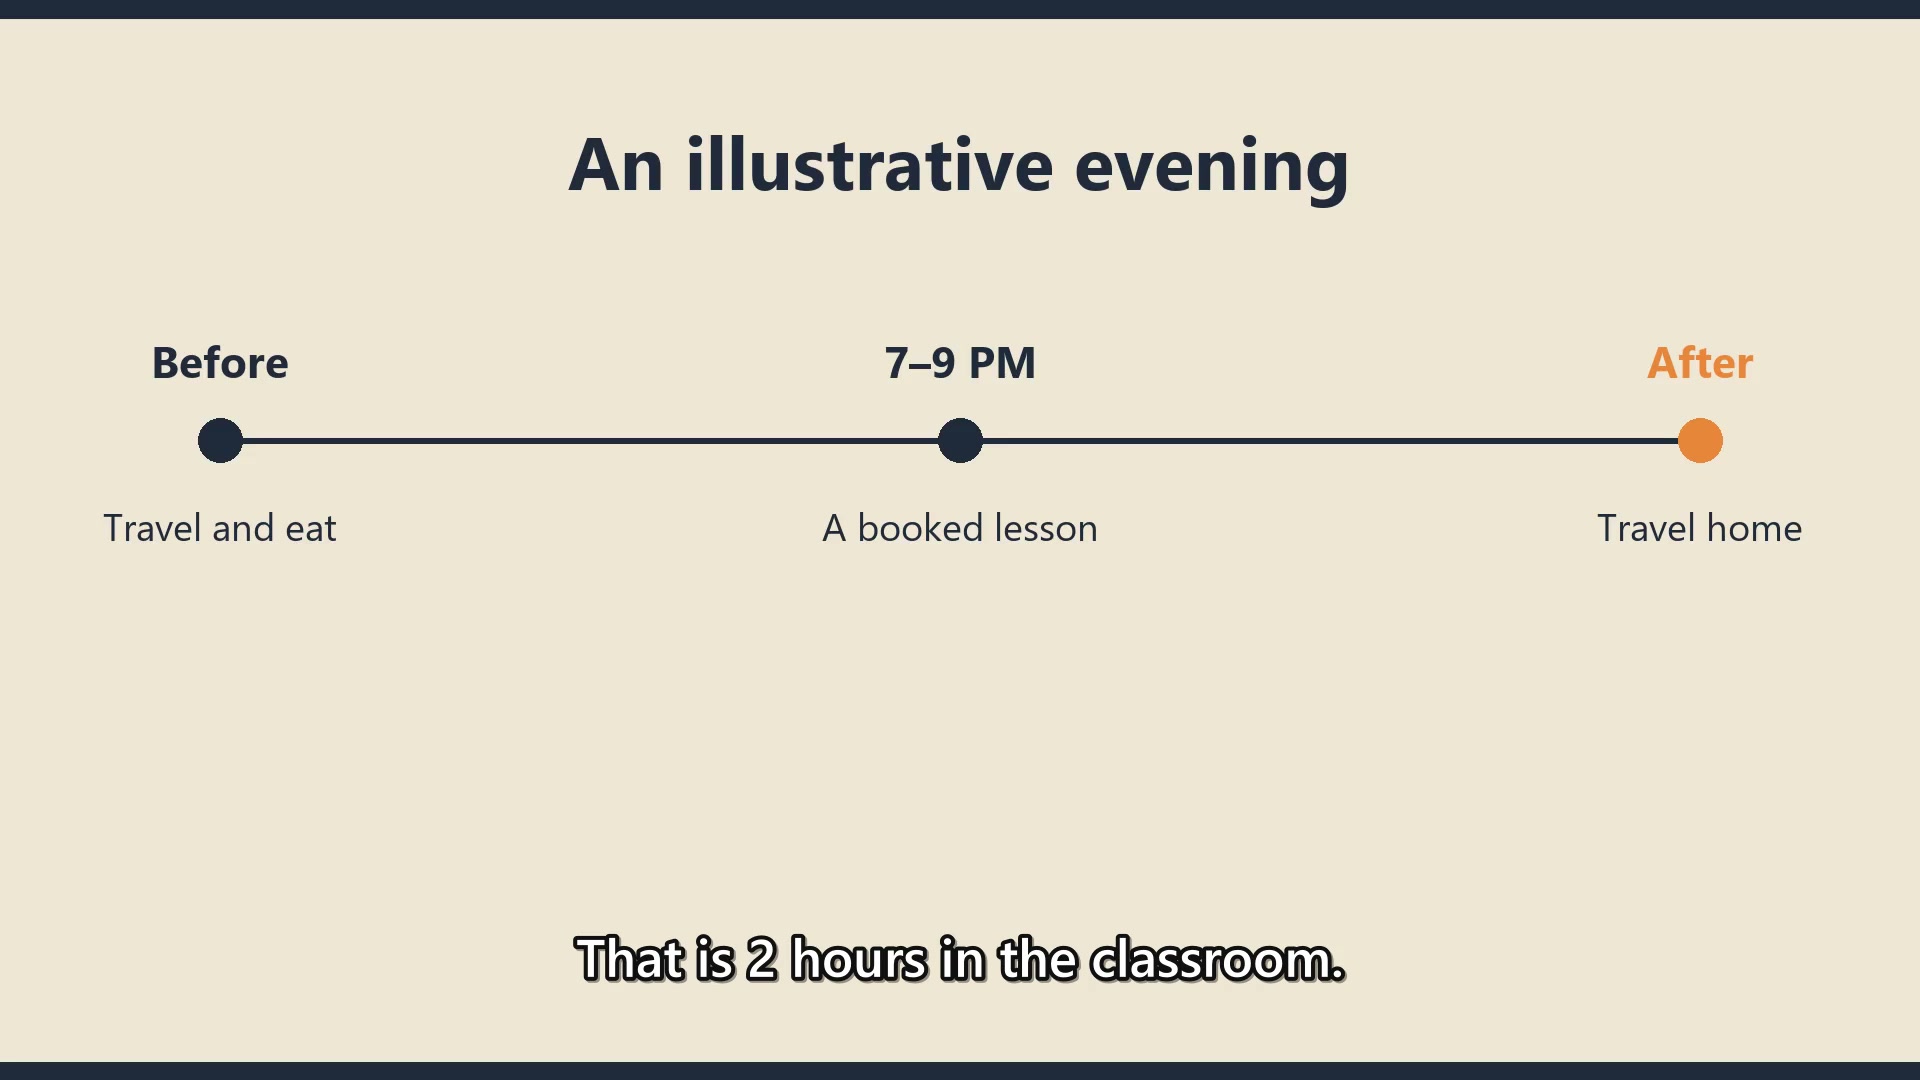 An illustrative evening
Before
7–9 PM
After
Travel and eat
A booked lesson
Travel home
That is 2 hours in the classroom.